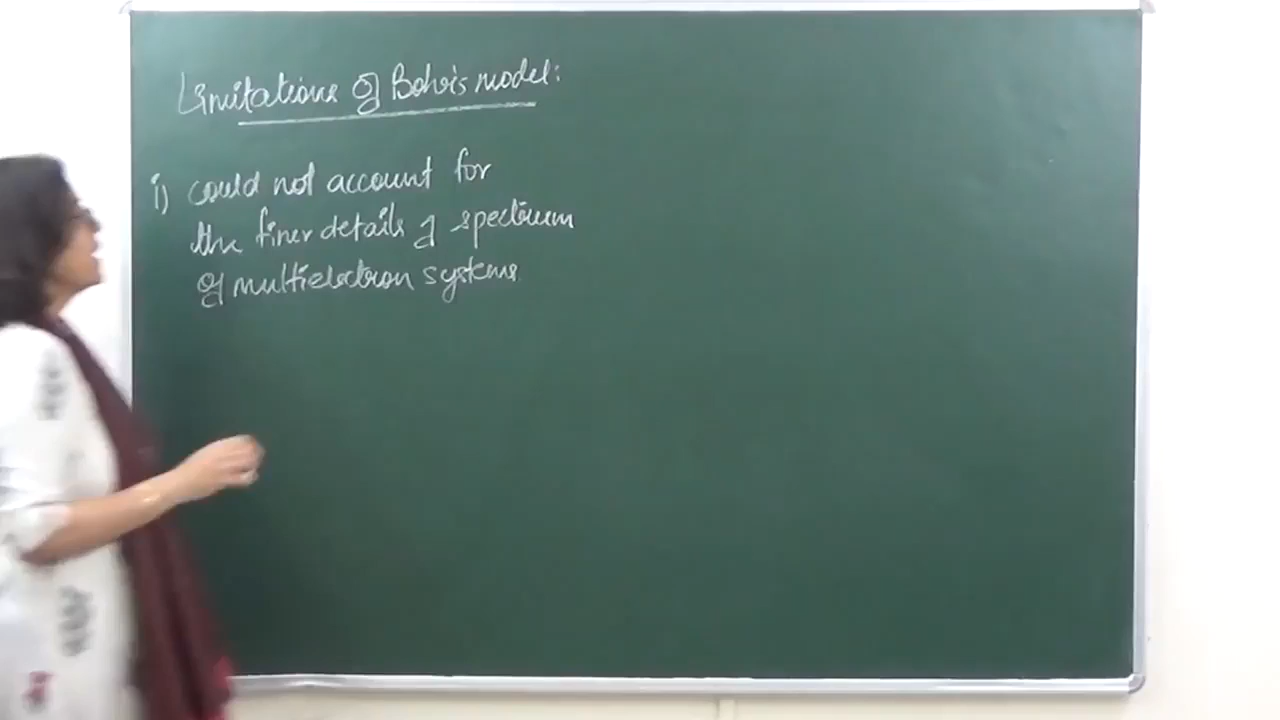 Limitations of Bohr's model:
i) could not account for
the finer details of spectrum
of multielectron systems